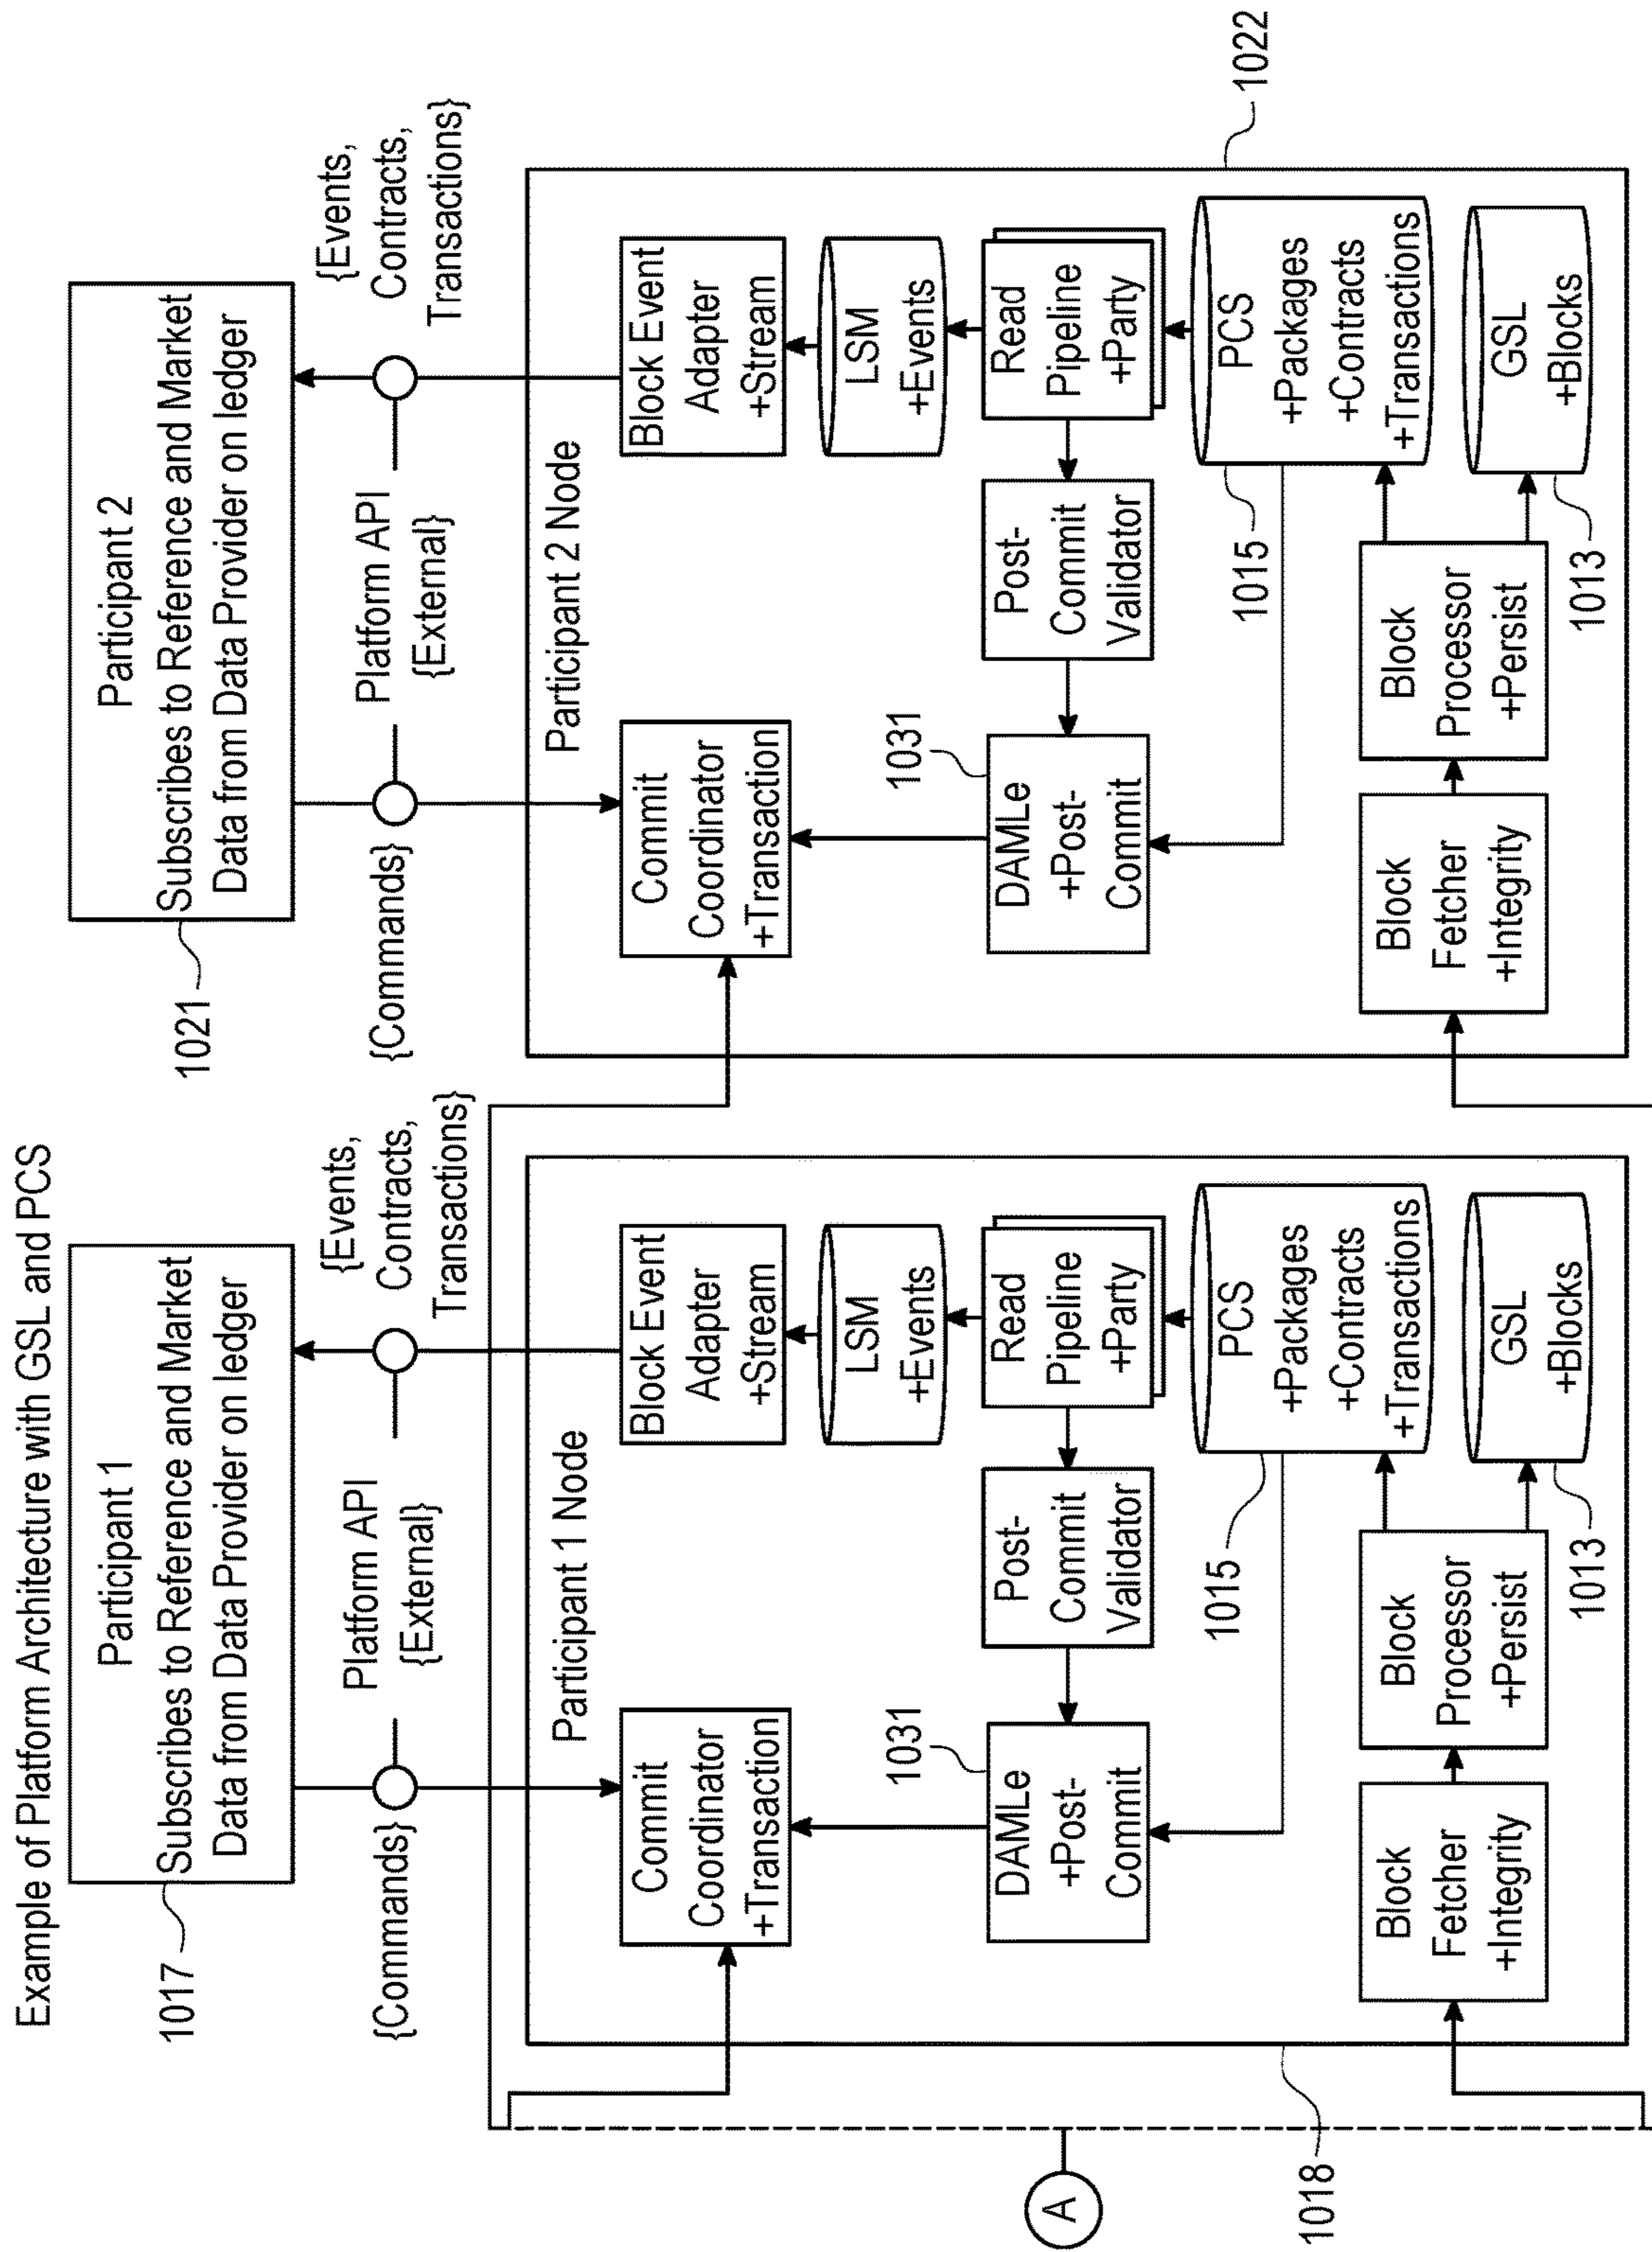 Example of Platform Architecture with GSL and PCS
Participant 1
Subscribes to Reference and Market
Data from Data Provider on ledger
1017
{Commands}
Platform API
{External}
{Events,
Contracts,
Transactions}
Participant 1 Node
Commit
Coordinator
+Transaction
Block Event
Adapter
+Stream
LSM
+Events
1031
DAMLe
+Post-
Commit
Post-
Commit
Validator
Read
Pipeline
+Party
1015
PCS
+Packages
+Contracts
+Transactions
Block
Fetcher
+Integrity
Block
Processor
+Persist
GSL
+Blocks
1013
1018
A
Participant 2
Subscribes to Reference and Market
Data from Data Provider on ledger
1021
{Commands}
Platform API
{External}
{Events,
Contracts,
Transactions}
Participant 2 Node
Commit
Coordinator
+Transaction
Block Event
Adapter
+Stream
LSM
+Events
1031
DAMLe
+Post-
Commit
Post-
Commit
Validator
Read
Pipeline
+Party
1015
PCS
+Packages
+Contracts
+Transactions
Block
Fetcher
+Integrity
Block
Processor
+Persist
GSL
+Blocks
1013
1022